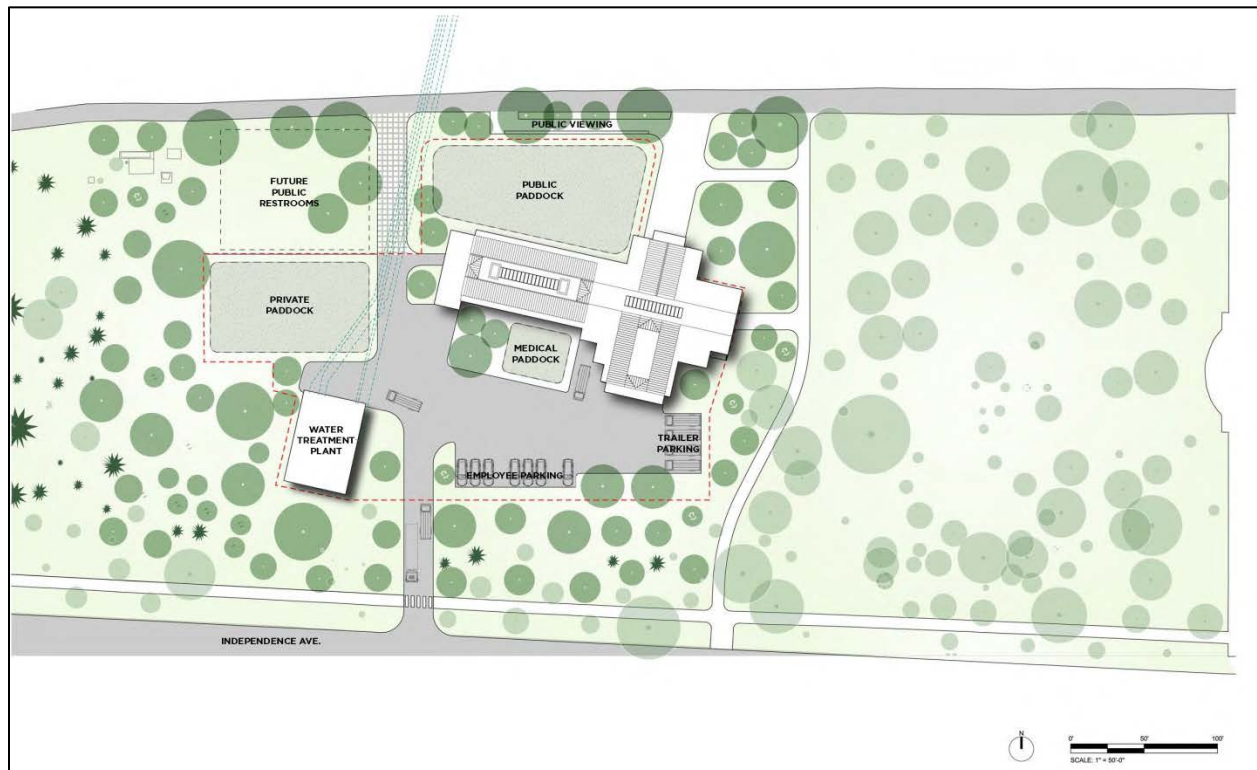 PUBLIC VIEWING
FUTURE
PUBLIC
RESTROOMS
PUBLIC
PADDOCK
PRIVATE
PADDOCK
MEDICAL
PADDOCK
WATER
TREATMENT
PLANT
TRAILER
PARKING
EMPLOYEE PARKING
INDEPENDENCE AVE.
N
0' 50' 100'
SCALE: 1" = 50'-0"